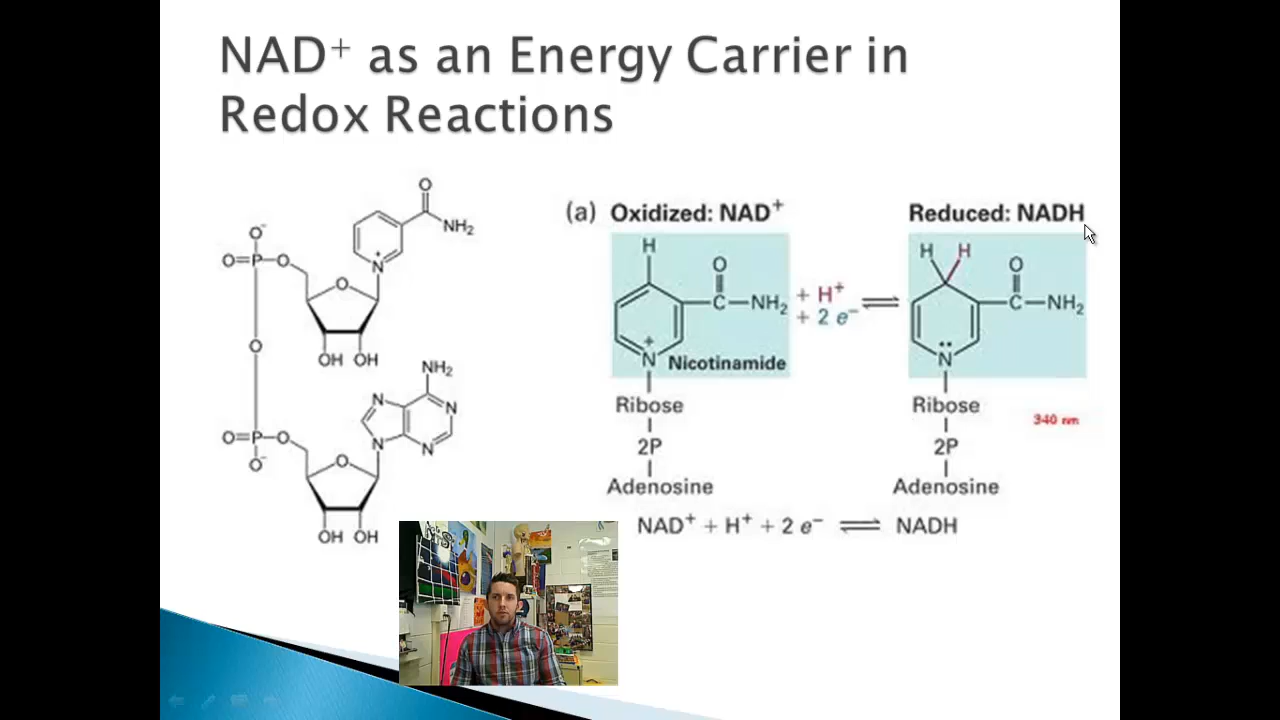 NAD⁺ as an Energy Carrier in
Redox Reactions
O
NH₂
O⁻
O=P–O
N⁺
O
OH OH
O
NH₂
N
N
O=P–O
N
N
O⁻
O
OH OH
(a) Oxidized: NAD⁺
H
O
C–NH₂
+ H⁺
+ 2 e⁻
⇌
N⁺
Nicotinamide
Ribose
2P
Adenosine
Reduced: NADH
H H
O
C–NH₂
N
Ribose
340 nm
2P
Adenosine
NAD⁺ + H⁺ + 2 e⁻ ⇌ NADH